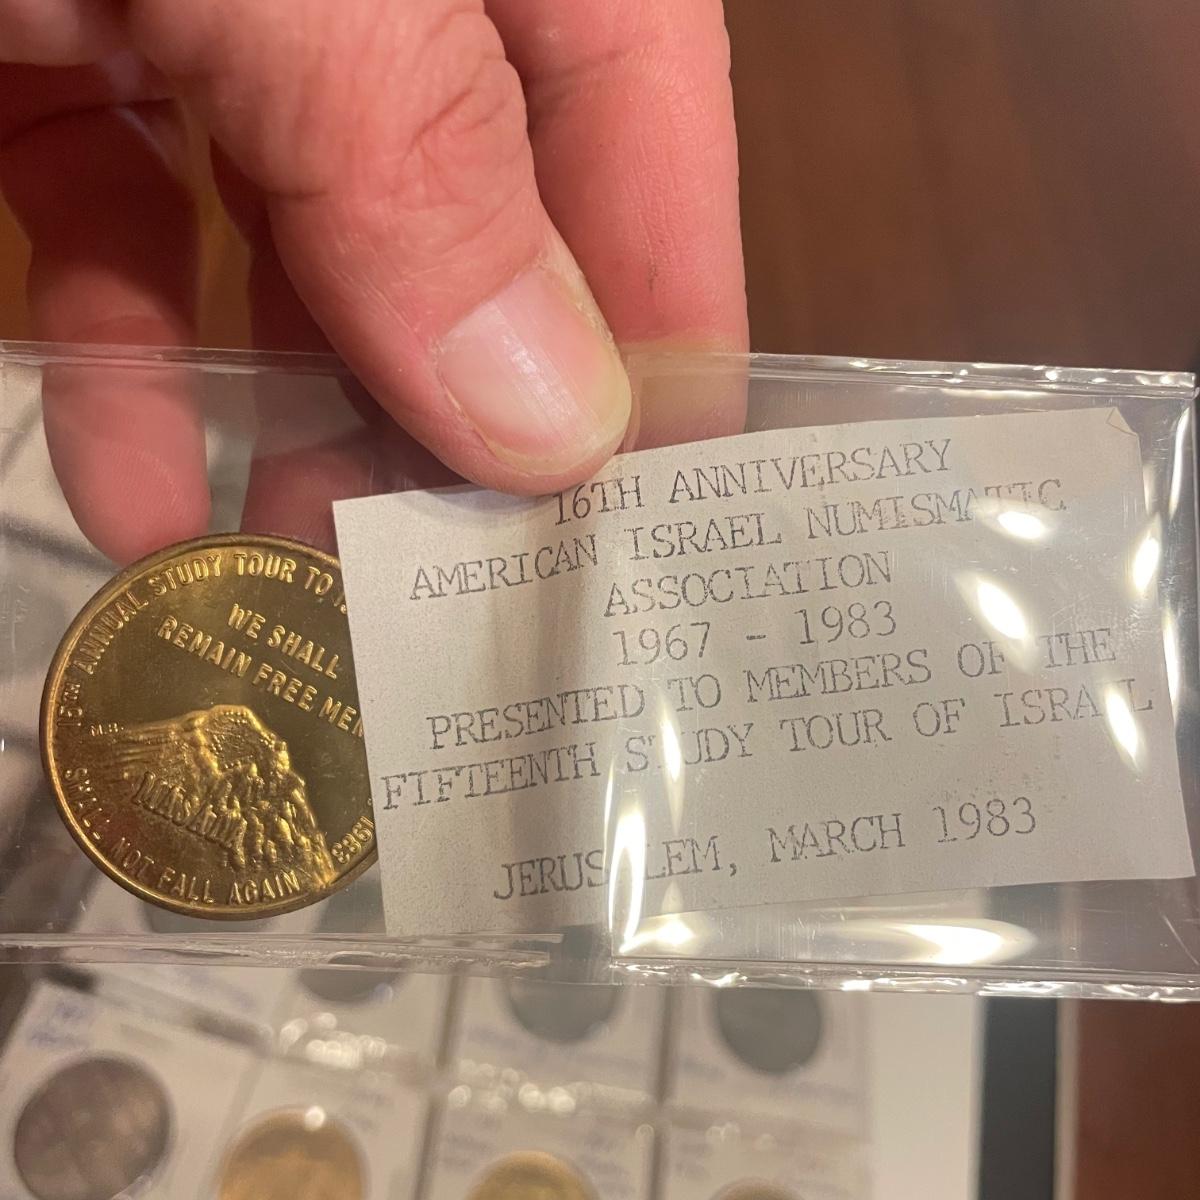 16TH ANNIVERSARY
AMERICAN ISRAEL NUMISMATIC
ASSOCIATION
1967 - 1983
PRESENTED TO MEMBERS OF THE
FIFTEENTH STUDY TOUR OF ISRAEL
JERUSALEM, MARCH 1983
15TH ANNUAL STUDY TOUR TO
WE SHALL
REMAIN FREE MEN
MASADA
SHALL NOT FALL AGAIN
1983